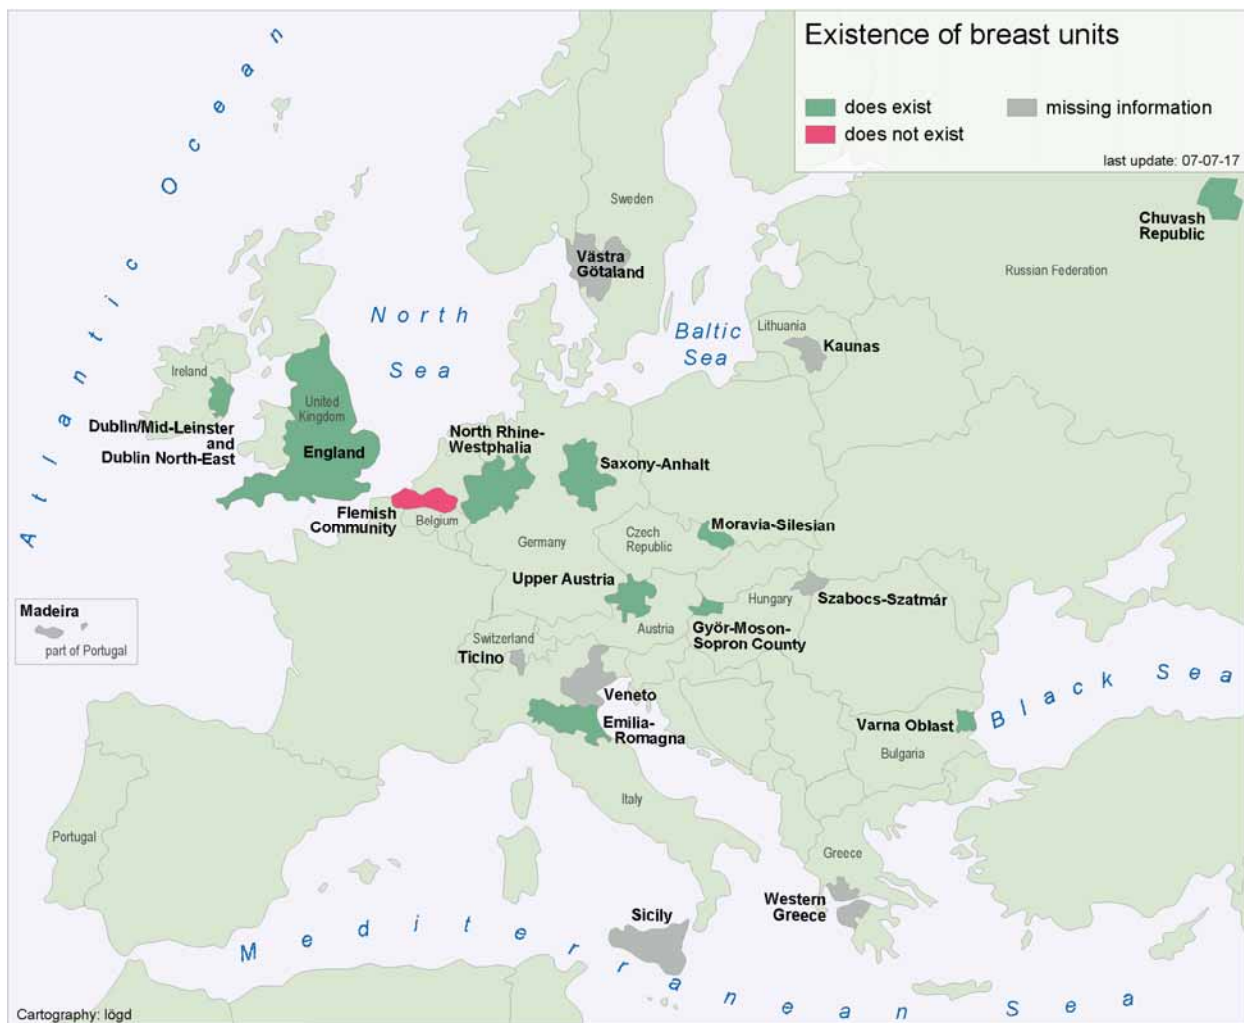 Existence of breast units
does exist
missing information
does not exist
last update: 07-07-17
Atlantic Ocean
Sweden
Chuvash
Republic
Västra
Götaland
Russian Federation
North
Sea
Baltic
Sea
Lithuania
Kaunas
Ireland
United
Kingdom
Dublin/Mid-Leinster
and
Dublin North-East
England
North Rhine-
Westphalia
Saxony-Anhalt
Flemish
Community
Belgium
Moravia-Silesian
Czech
Republic
Germany
Upper Austria
Hungary
Szabocs-Szatmár
Madeira
part of Portugal
Austria
Györ-Moson-
Sopron County
Switzerland
Ticino
Veneto
Emilia-
Romagna
Black Sea
Varna Oblast
Bulgaria
Italy
Portugal
Greece
Western
Greece
Sicily
Mediterranean Sea
Cartography: lögd